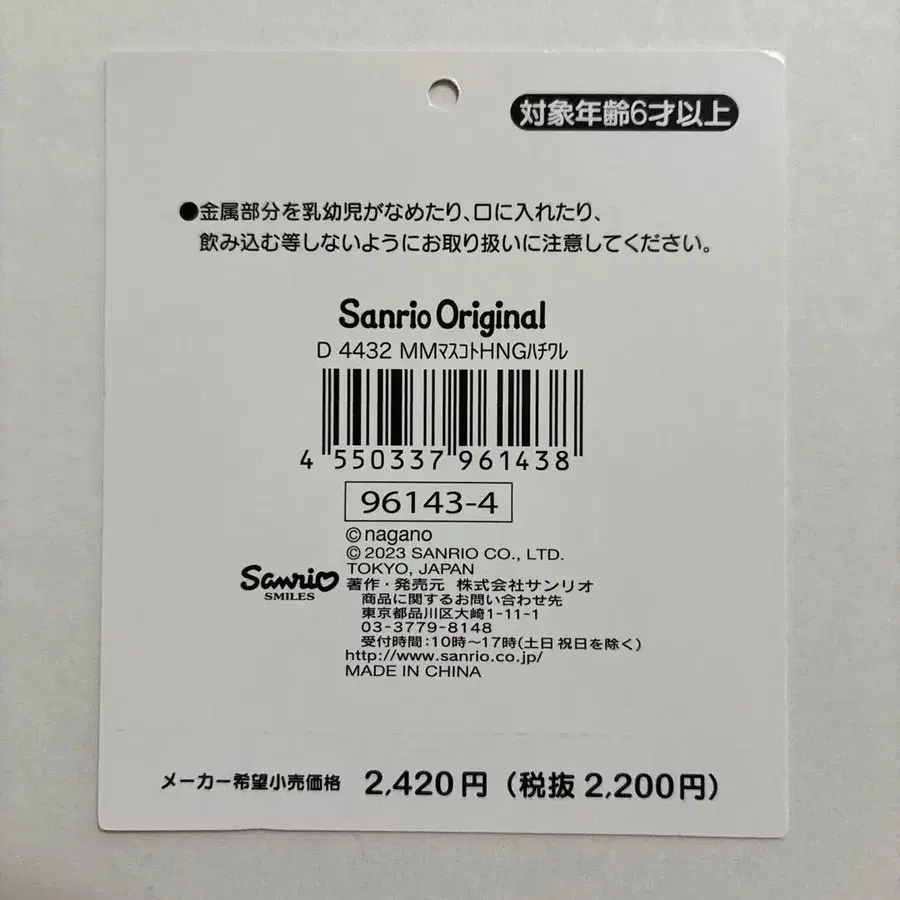 対象年齢6才以上
●金属部分を乳幼児がなめたり、口に入れたり、
飲み込む等しないようにお取り扱いに注意してください。
Sanrio Original
D 4432 MMﾏｽｺﾄHNGﾊﾁﾜﾚ
4 550337 961438
96143-4
©nagano
© 2023 SANRIO CO., LTD.
TOKYO, JAPAN
Sanrio
SMILES
著作・発売元 株式会社サンリオ
商品に関するお問い合わせ先
東京都品川区大崎1-11-1
03-3779-8148
受付時間:10時〜17時(土日 祝日を除く)
http://www.sanrio.co.jp/
MADE IN CHINA
メーカー希望小売価格 2,420円(税抜 2,200円)